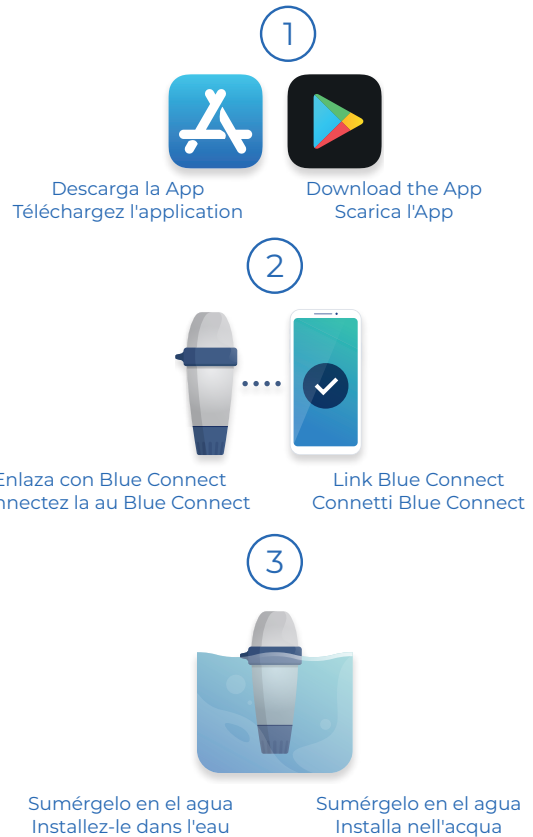 1
Descarga la App
Téléchargez l'application
Download the App
Scarica l'App
2
Enlaza con Blue Connect
nnectez la au Blue Connect
Link Blue Connect
Connetti Blue Connect
3
Sumérgelo en el agua
Installez-le dans l'eau
Sumérgelo en el agua
Installa nell'acqua